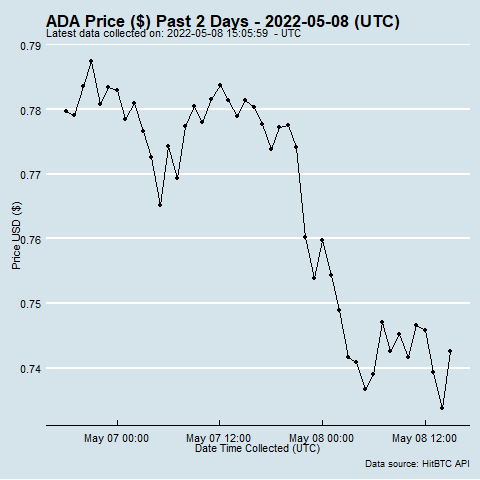 ADA Price ($) Past 2 Days - 2022-05-08 (UTC)
Latest data collected on: 2022-05-08 15:05:59 - UTC
0.79
0.78
0.77
0.76
0.75
0.74
Price USD ($)
May 07 00:00
May 07 12:00
May 08 00:00
May 08 12:00
Date Time Collected (UTC)
Data source: HitBTC API